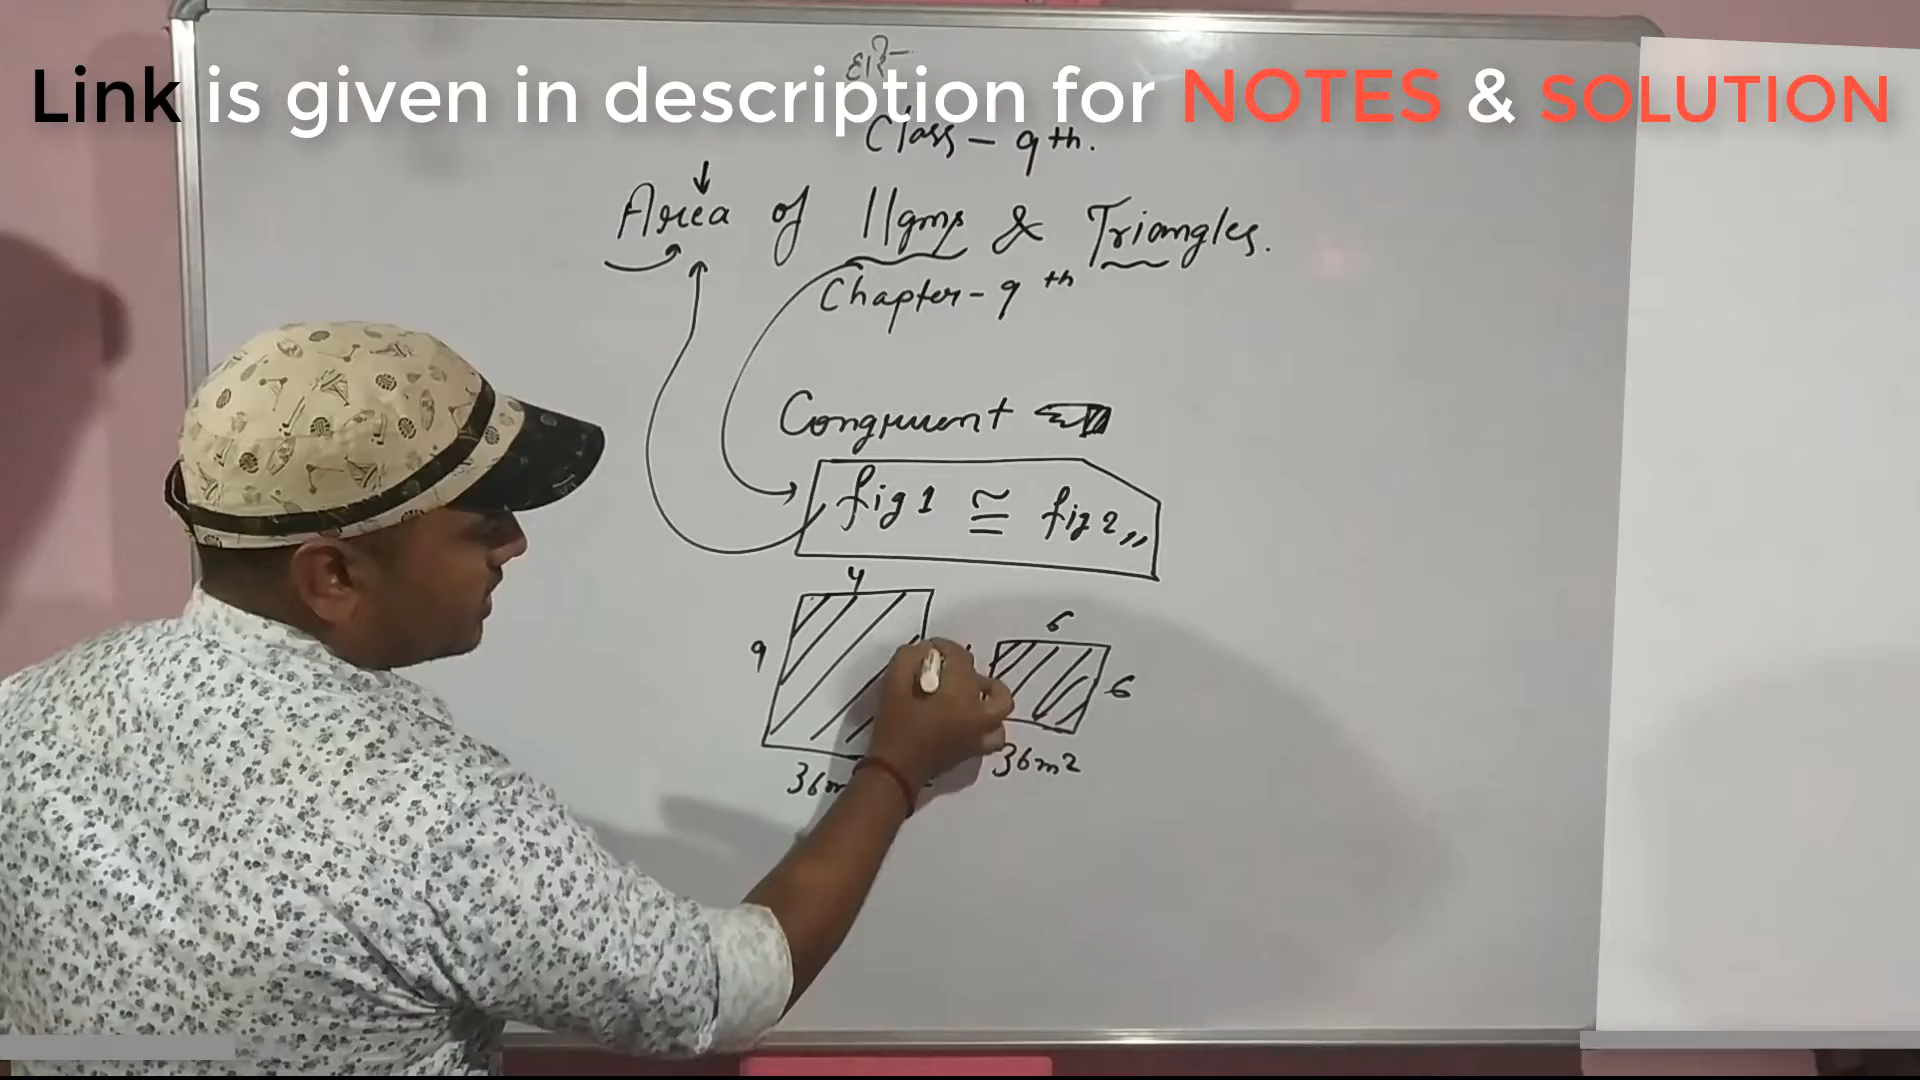 Link is given in description for NOTES & SOLUTION
Class - 9th.
Area of ||gms & Triangles.
Chapter - 9th
Congruent
fig 1 ≅ fig 2,,
4
9
6
6
36m2